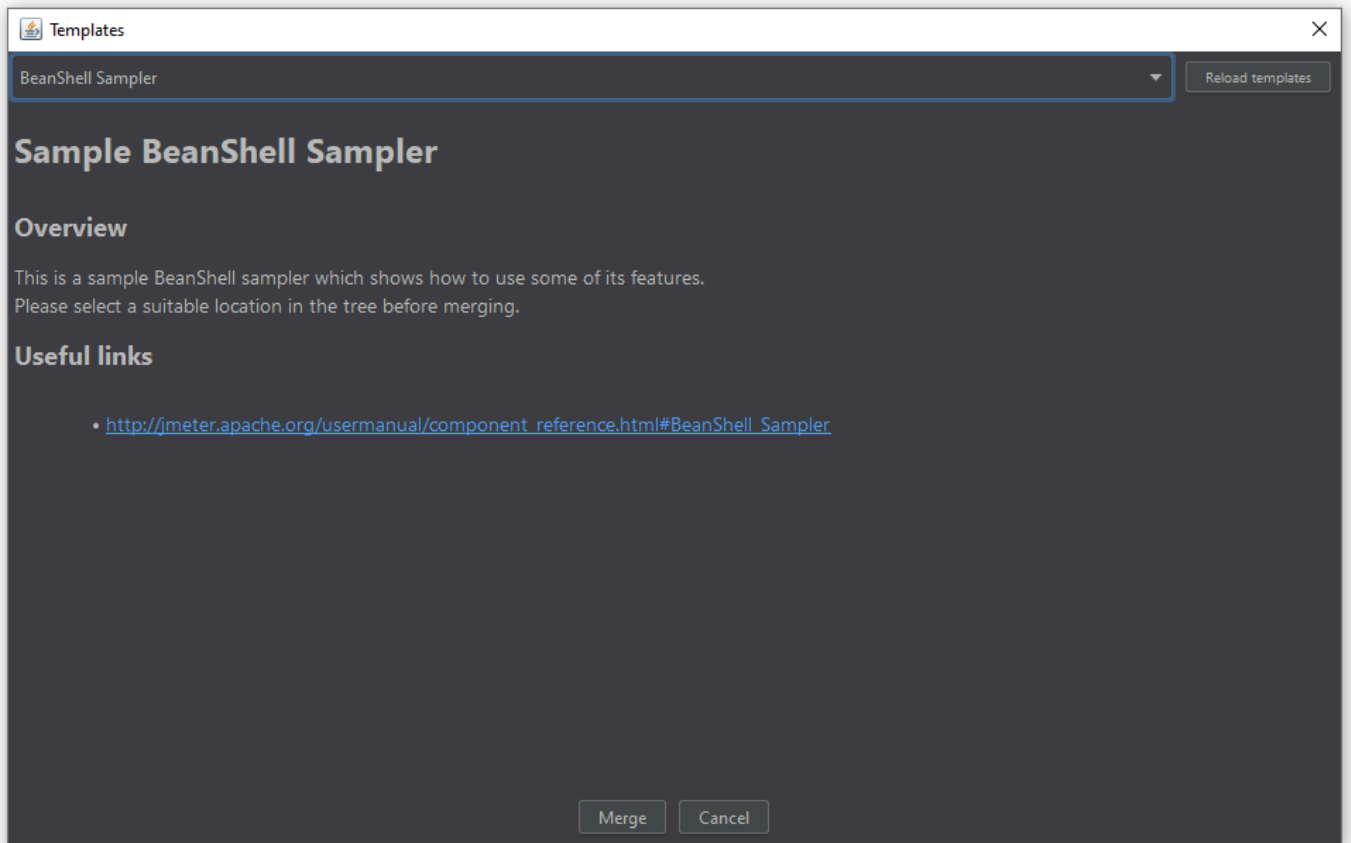 Templates
BeanShell Sampler
Reload templates
Sample BeanShell Sampler
Overview
This is a sample BeanShell sampler which shows how to use some of its features.
Please select a suitable location in the tree before merging.
Useful links
• http://jmeter.apache.org/usermanual/component_reference.html#BeanShell_Sampler
Merge
Cancel